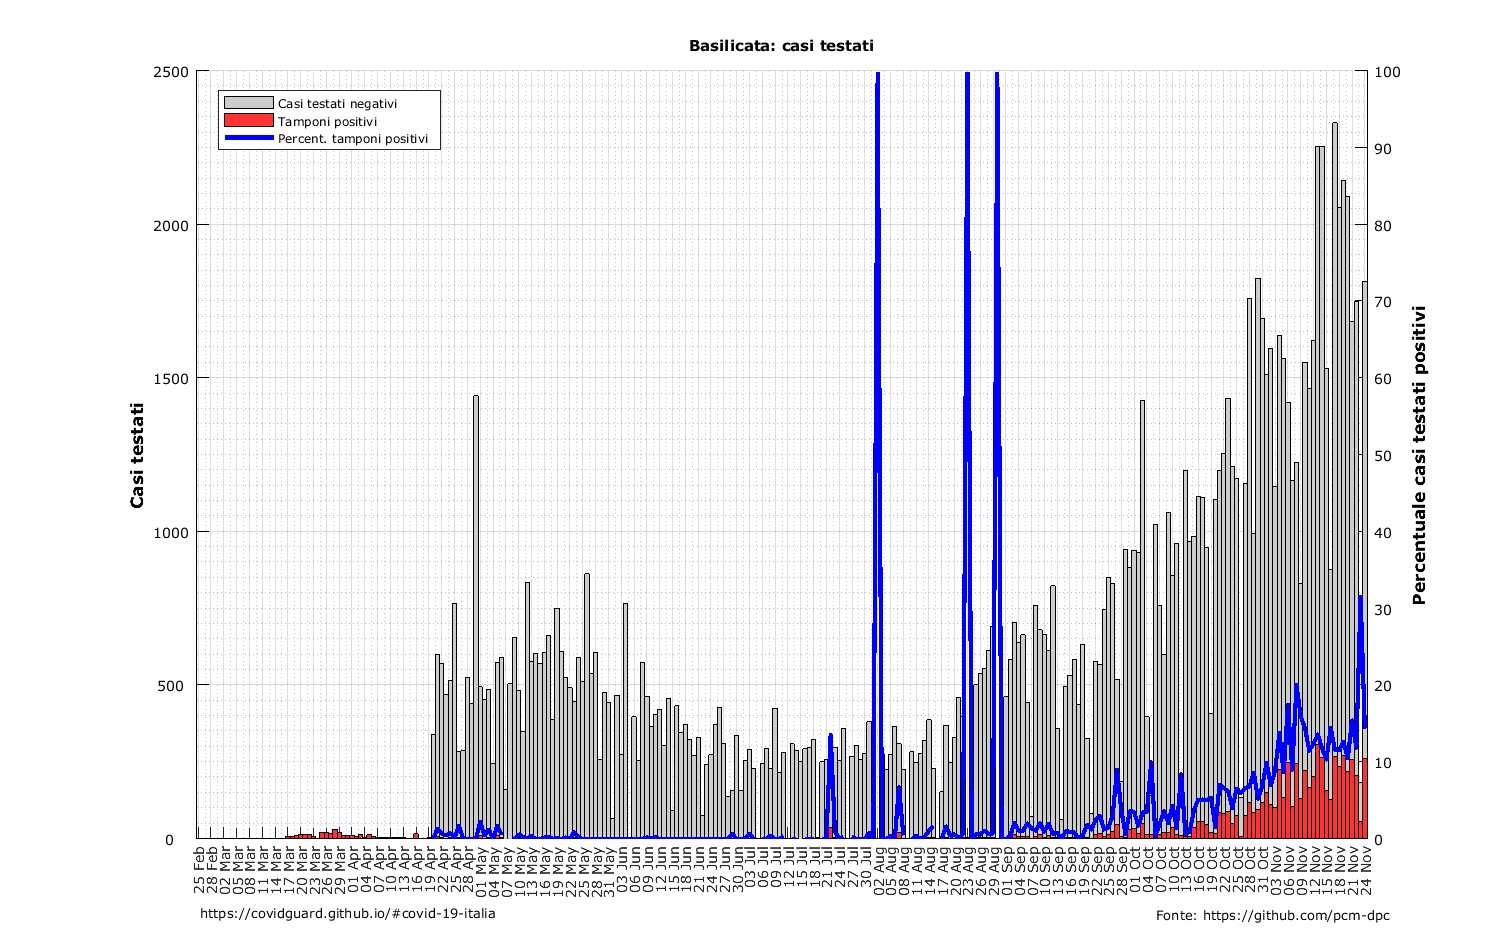 Basilicata: casi testati
Casi testati negativi
Tamponi positivi
Percent. tamponi positivi
2500
2000
1500
1000
500
0
Casi testati
100
90
80
70
60
50
40
30
20
10
0
Percentuale casi testati positivi
25 Feb
28 Feb
02 Mar
05 Mar
08 Mar
11 Mar
14 Mar
17 Mar
20 Mar
23 Mar
26 Mar
29 Mar
01 Apr
04 Apr
07 Apr
10 Apr
13 Apr
16 Apr
19 Apr
22 Apr
25 Apr
28 Apr
01 May
04 May
07 May
10 May
13 May
16 May
19 May
22 May
25 May
28 May
31 May
03 Jun
06 Jun
09 Jun
12 Jun
15 Jun
18 Jun
21 Jun
24 Jun
27 Jun
30 Jun
03 Jul
06 Jul
09 Jul
12 Jul
15 Jul
18 Jul
21 Jul
24 Jul
27 Jul
30 Jul
02 Aug
05 Aug
08 Aug
11 Aug
14 Aug
17 Aug
20 Aug
23 Aug
26 Aug
29 Aug
01 Sep
04 Sep
07 Sep
10 Sep
13 Sep
16 Sep
19 Sep
22 Sep
25 Sep
28 Sep
01 Oct
04 Oct
07 Oct
10 Oct
13 Oct
16 Oct
19 Oct
22 Oct
25 Oct
28 Oct
31 Oct
03 Nov
06 Nov
09 Nov
12 Nov
15 Nov
18 Nov
21 Nov
24 Nov
https://covidguard.github.io/#covid-19-italia
Fonte: https://github.com/pcm-dpc